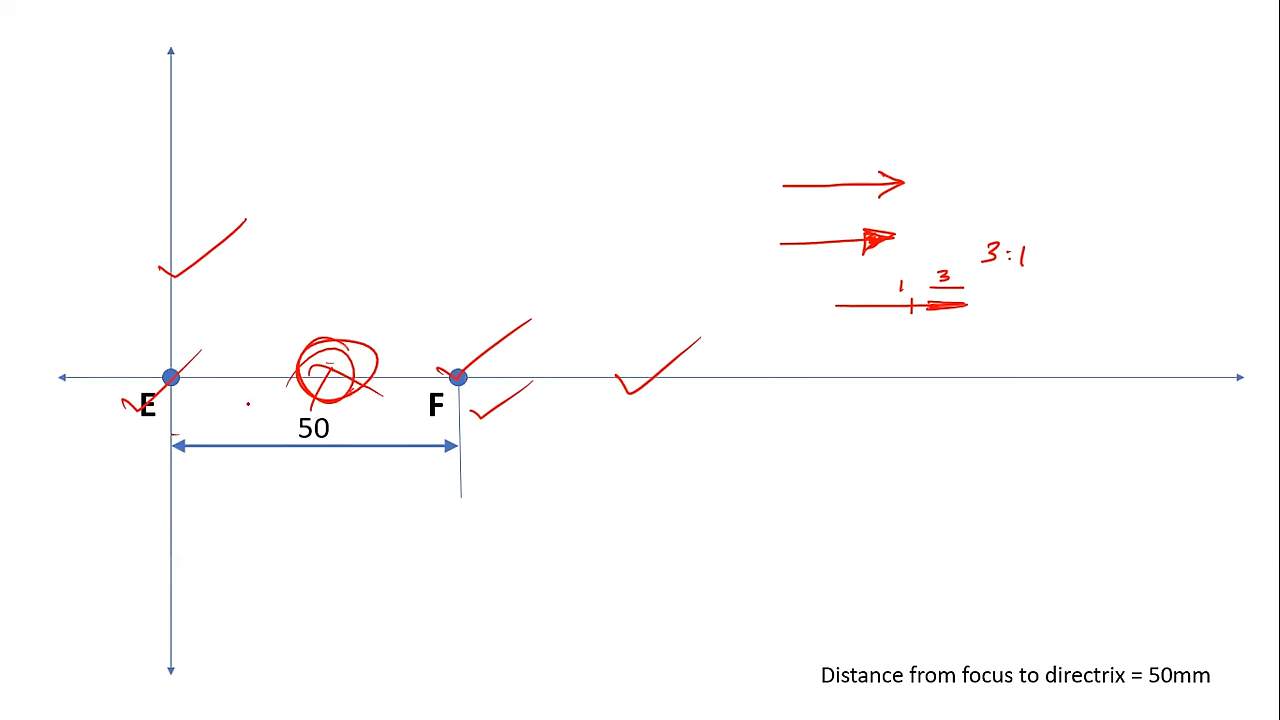 3:1
1 3
E
F
50
Distance from focus to directrix = 50mm